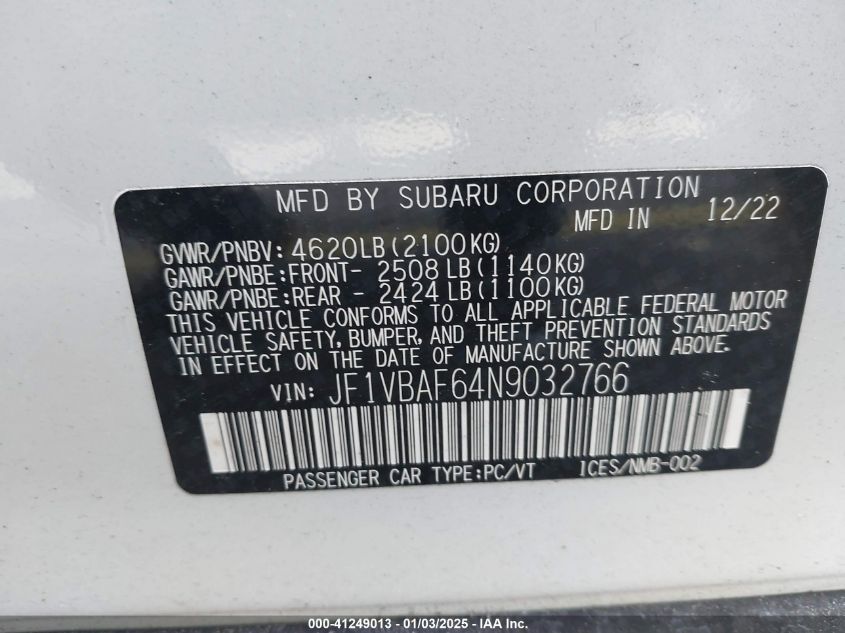 MFD BY SUBARU CORPORATION
MFD IN 12/22
GVWR/PNBV: 4620LB(2100KG)
GAWR/PNBE:FRONT- 2508LB(1140KG)
GAWR/PNBE:REAR - 2424LB(1100KG)
THIS VEHICLE CONFORMS TO ALL APPLICABLE FEDERAL MOTOR
VEHICLE SAFETY, BUMPER, AND THEFT PREVENTION STANDARDS
IN EFFECT ON THE DATE OF MANUFACTURE SHOWN ABOVE.
VIN: JF1VBAF64N9032766
PASSENGER CAR TYPE:PC/VT ICES/NMB-002
000-41249013 - 01/03/2025 - IAA Inc.